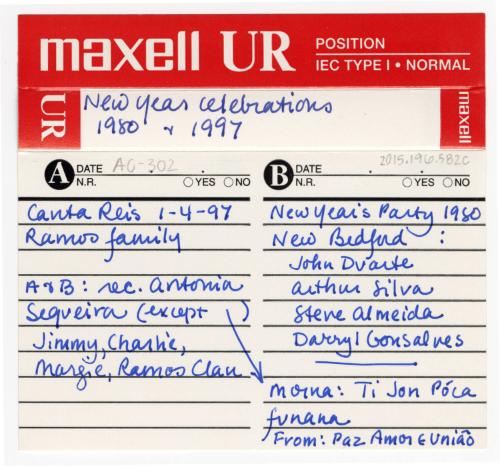 maxell UR
POSITION
IEC TYPE I • NORMAL
UR
New Year celebrations
1980 & 1997
maxell
A DATE AC-302
N.R. YES NO
Canta Reis 1-4-97
Ramos family
A&B: rec. Antonia
Sequeira (except )
Jimmy, Charlie,
Margie, Ramos Clan
B DATE 2015.196.582c
N.R. YES NO
New Year's Party 1980
New Bedford :
John Duarte
Arthur Silva
Steve Almeida
Darryl Gonsalves
morna: Ti Jon Póca
funana
From: Paz Amor e União